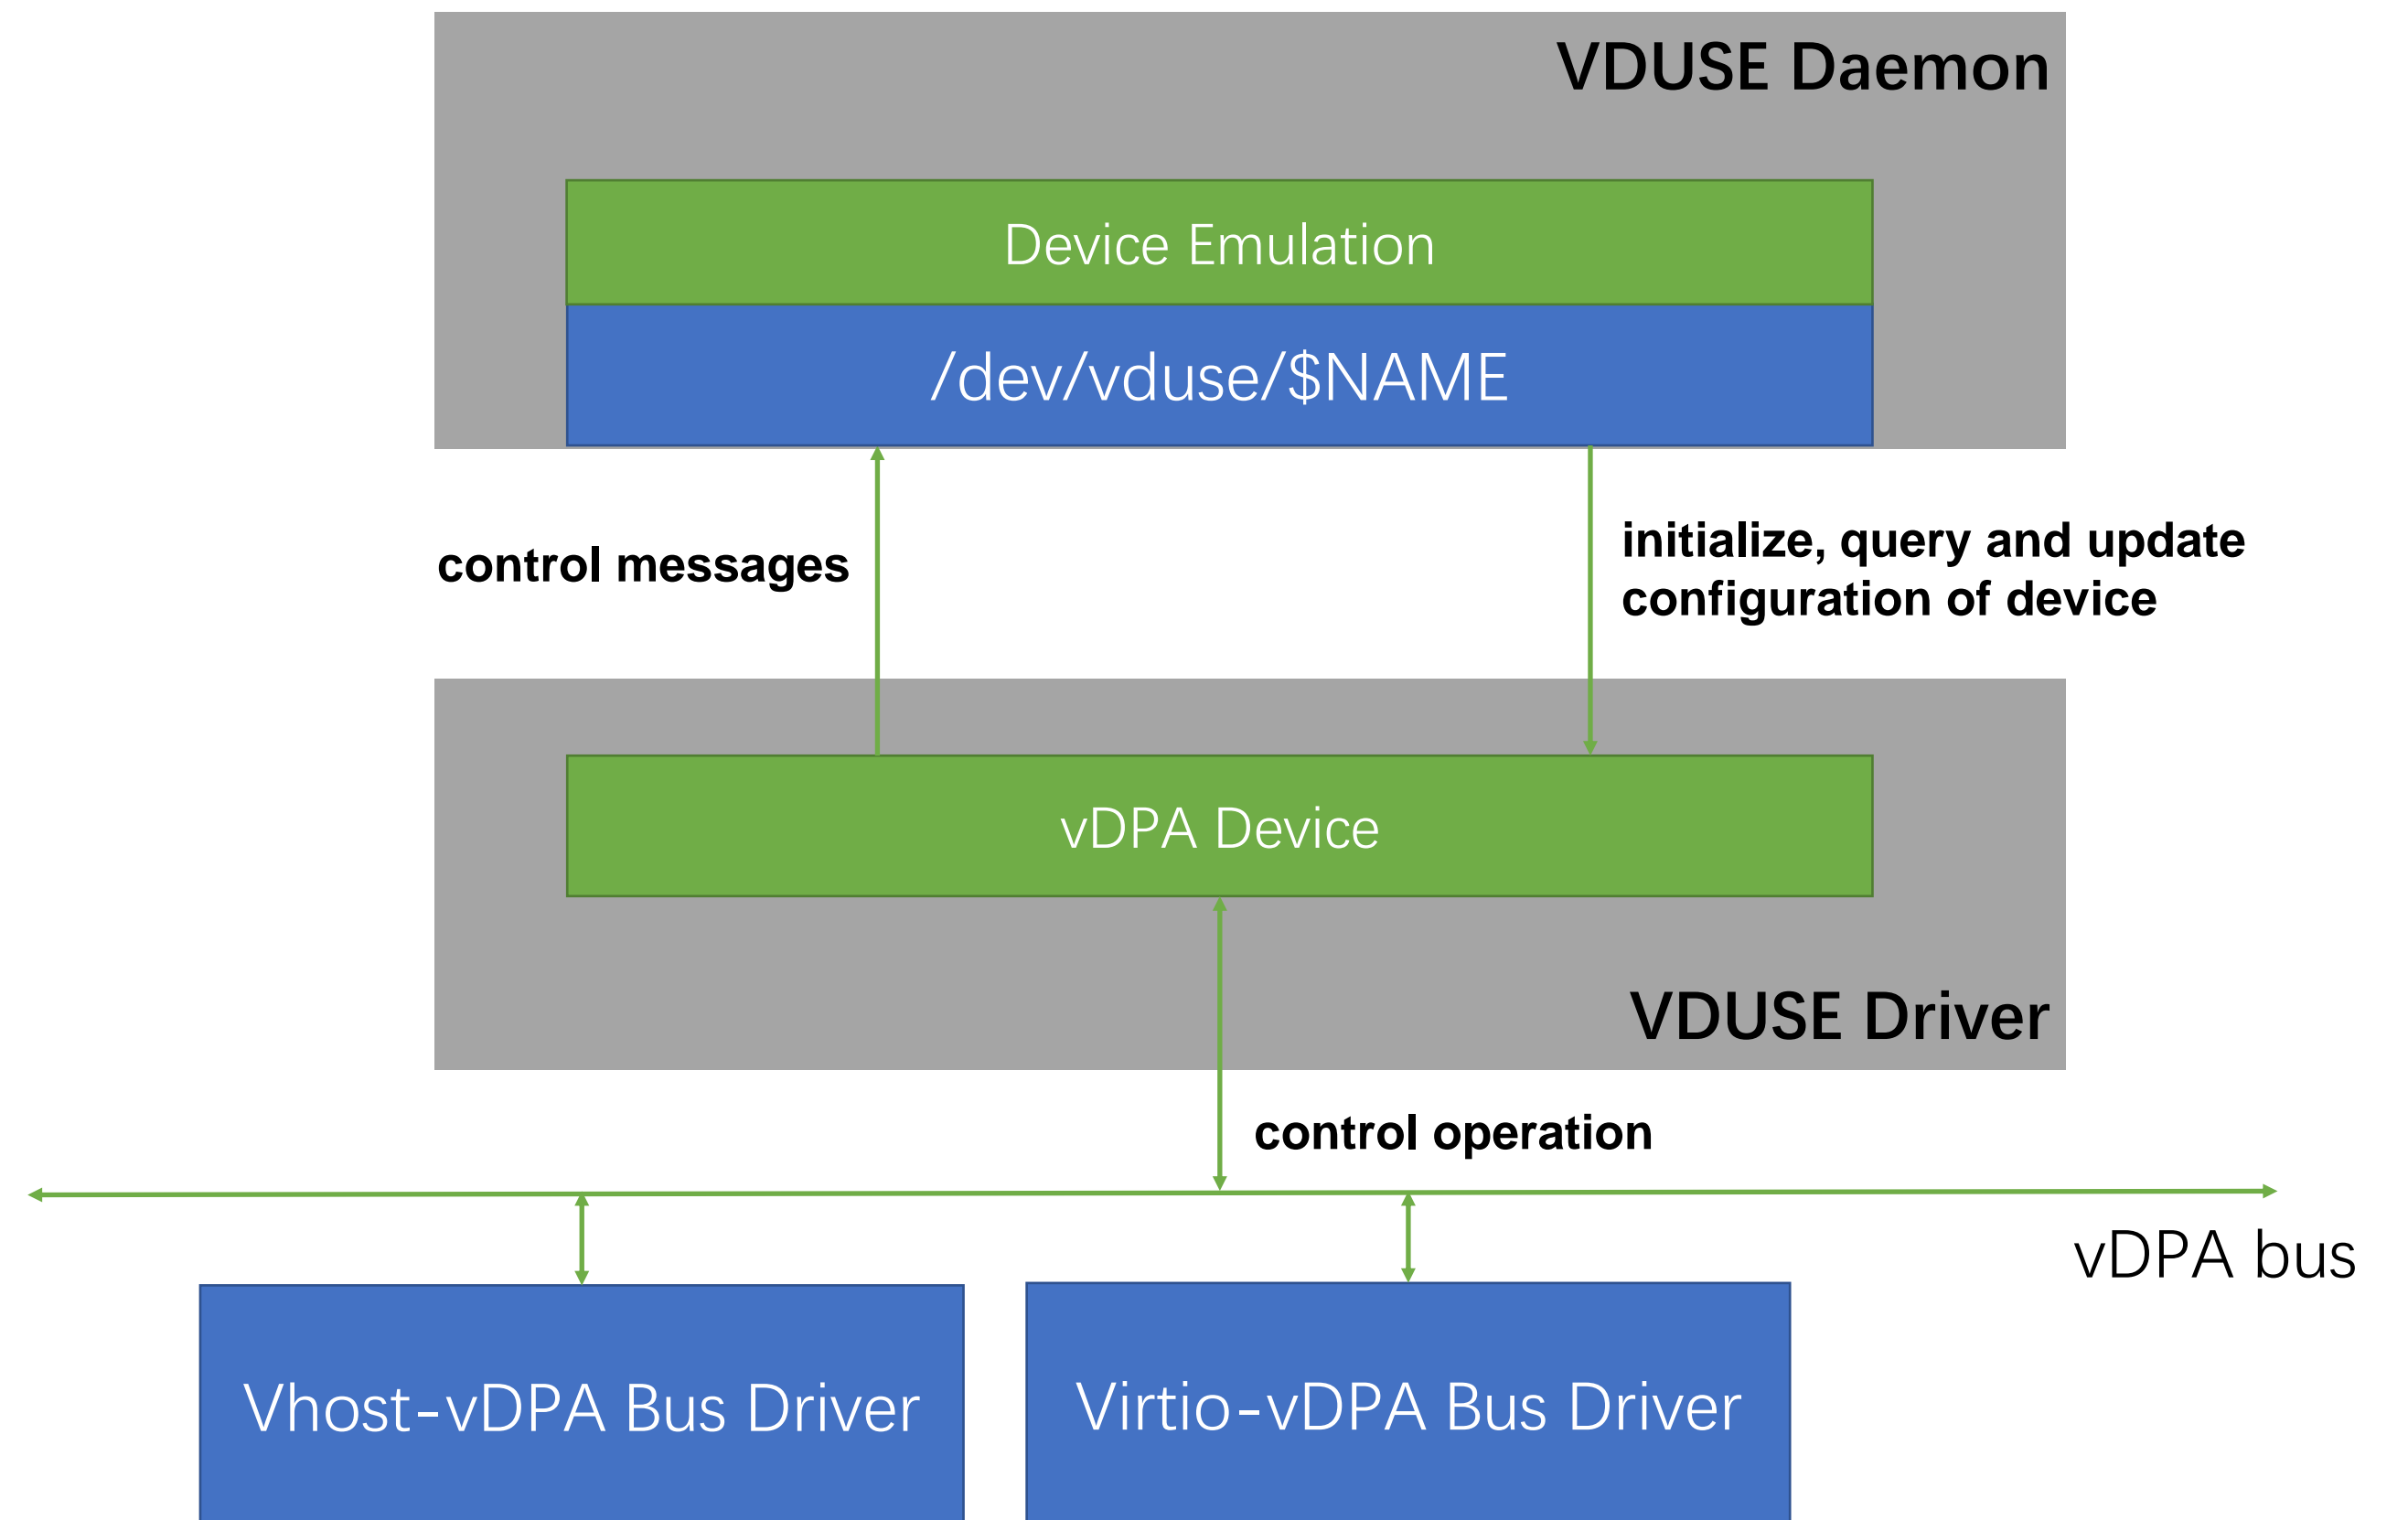 VDUSE Daemon
Device Emulation
/dev/vduse/$NAME
control messages
initiallize, query and update
configuration of device
vDPA Device
VDUSE Driver
control operation
vDPA bus
Vhost-vDPA Bus Driver
Virtio-vDPA Bus Driver